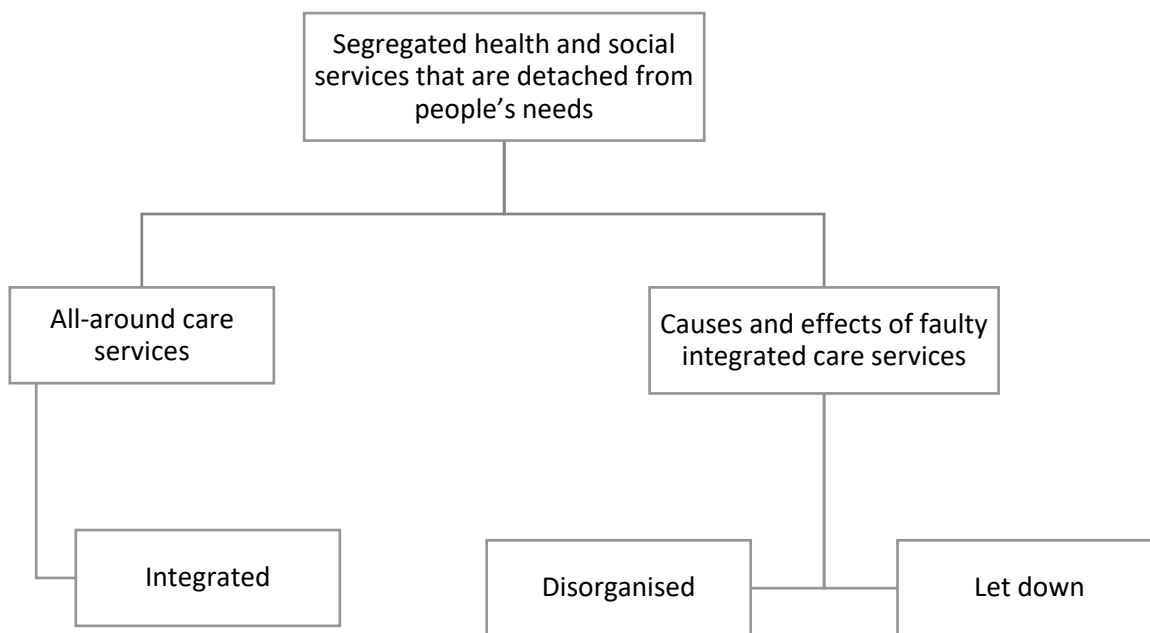 Segregated health and social
services that are detached from
people’s needs
All-around care
services
Causes and effects of faulty
integrated care services
Integrated
Disorganised
Let down